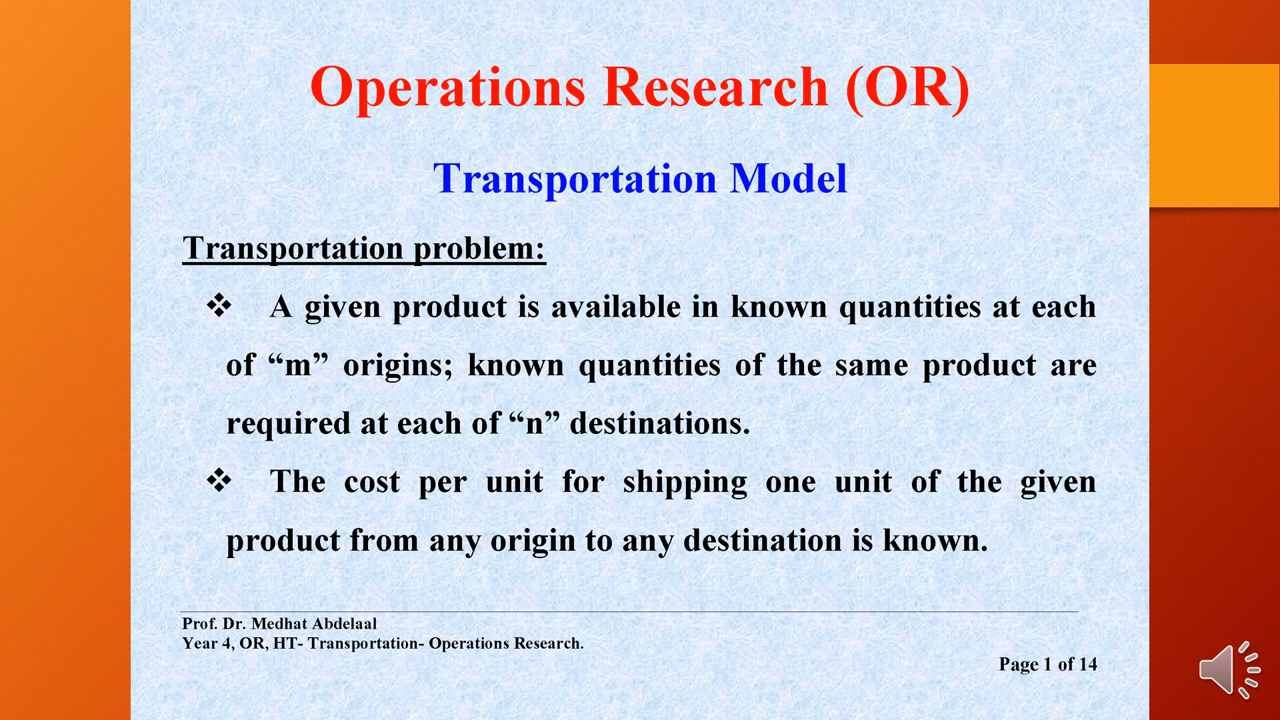 Operations Research (OR)
Transportation Model
Transportation problem:
❖ A given product is available in known quantities at each
of “m” origins; known quantities of the same product are
required at each of “n” destinations.
❖ The cost per unit for shipping one unit of the given
product from any origin to any destination is known.
Prof. Dr. Medhat Abdelaal
Year 4, OR, HT- Transportation- Operations Research.
Page 1 of 14